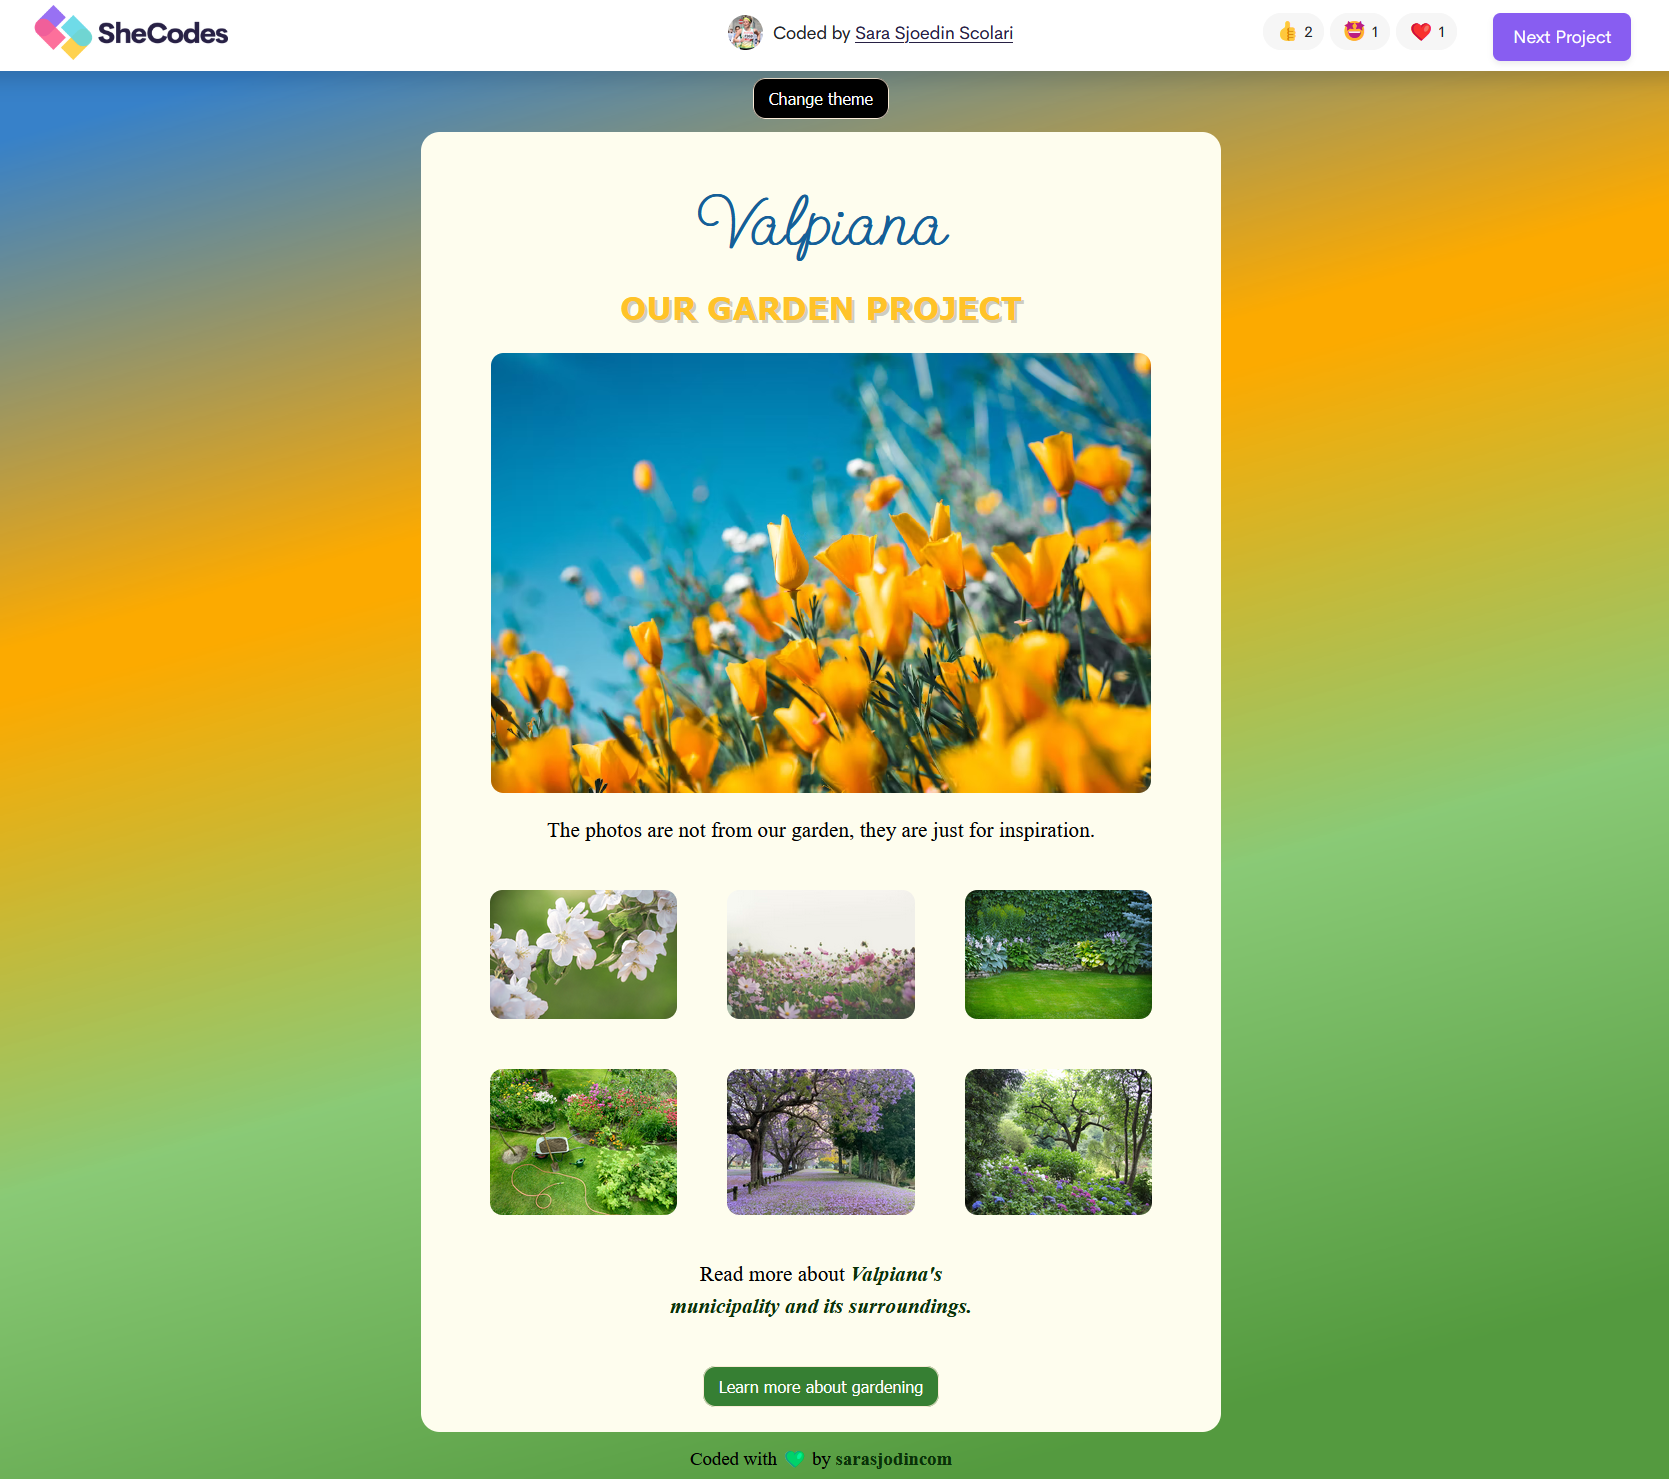 SheCodes
Coded by Sara Sjoedin Scolari
👍 2 🤩 1 ❤️ 1
Next Project
Change theme
Valpiana
OUR GARDEN PROJECT
The photos are not from our garden, they are just for inspiration.
Read more about Valpiana's
municipality and its surroundings.
Learn more about gardening
Coded with 💚 by sarasjodincom